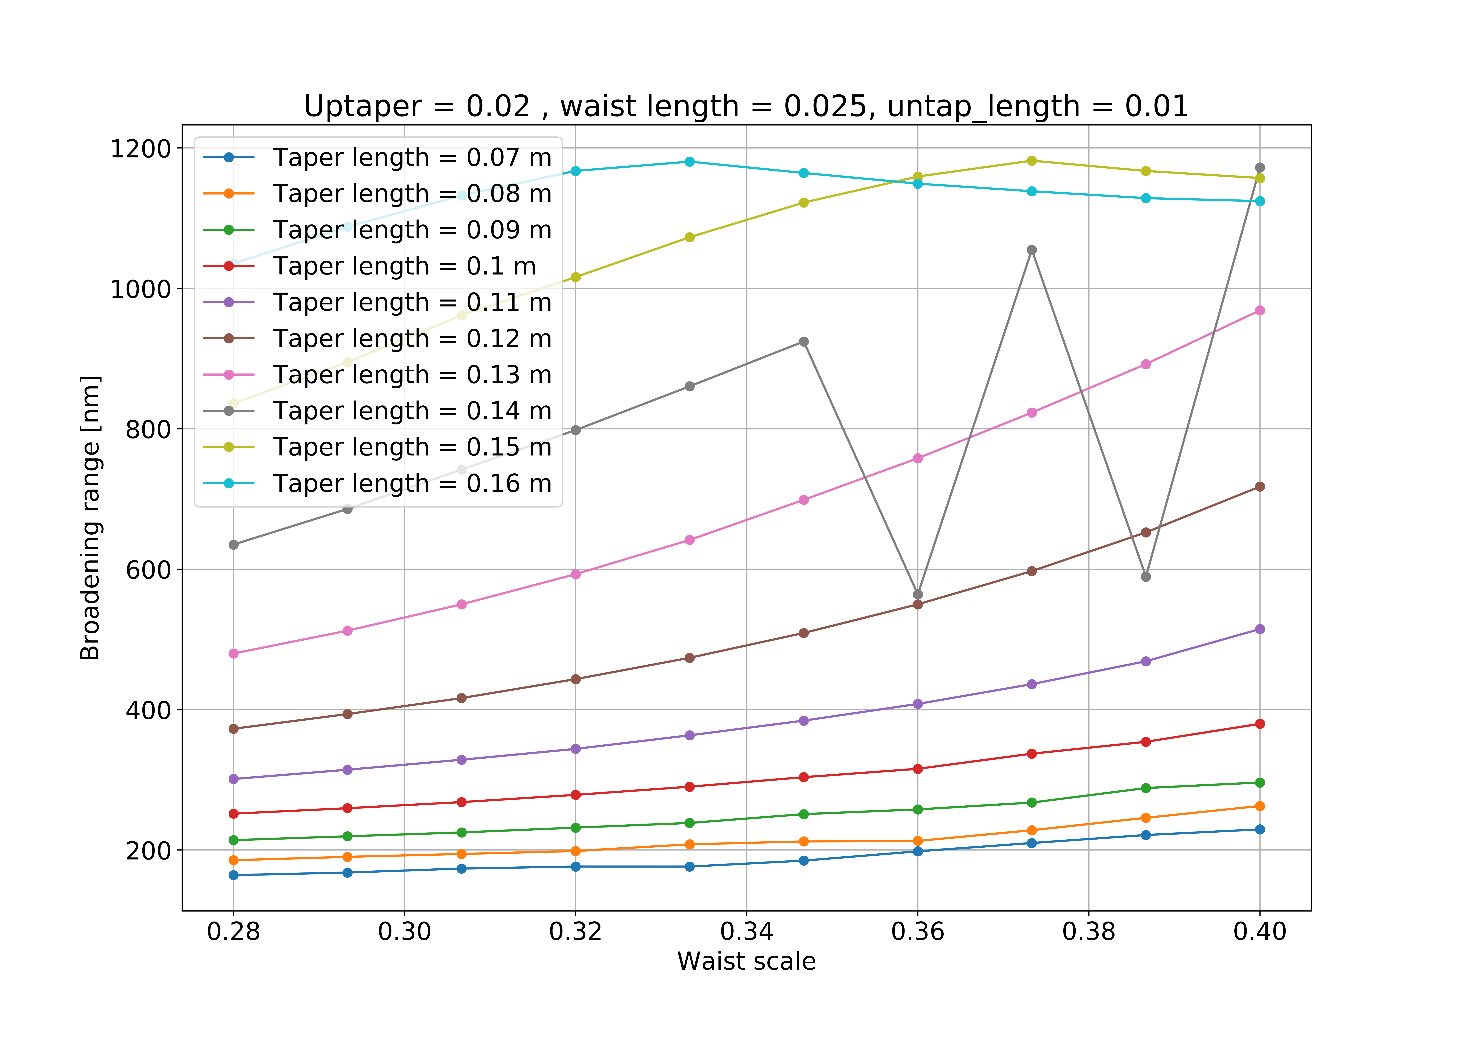 Uptaper = 0.02 , waist length = 0.025, untap_length = 0.01
1200
1000
800
600
400
200
Broadening range [nm]
Taper length = 0.07 m
Taper length = 0.08 m
Taper length = 0.09 m
Taper length = 0.1 m
Taper length = 0.11 m
Taper length = 0.12 m
Taper length = 0.13 m
Taper length = 0.14 m
Taper length = 0.15 m
Taper length = 0.16 m
0.28 0.30 0.32 0.34 0.36 0.38 0.40
Waist scale